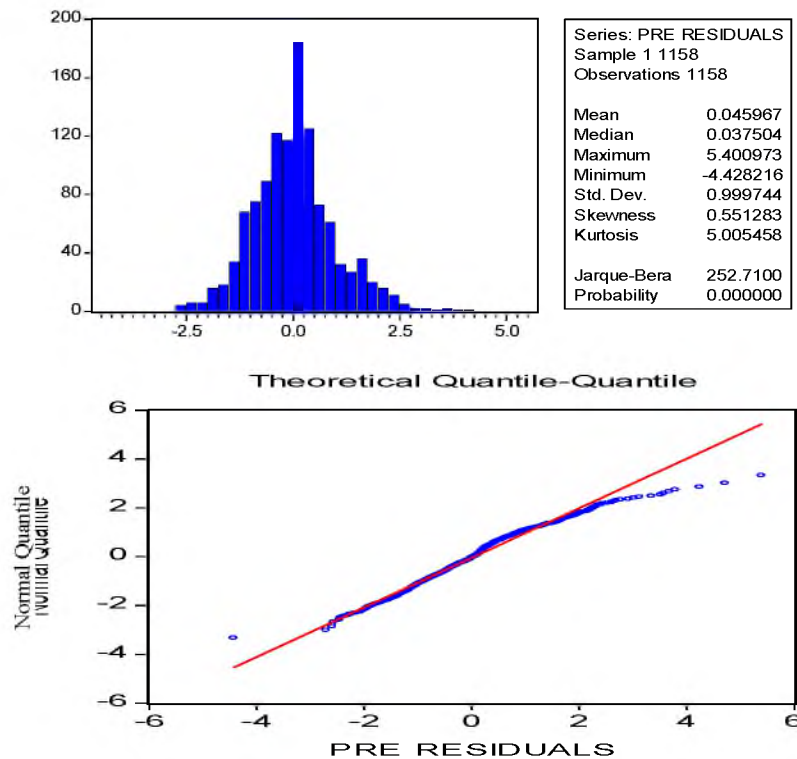 200
160
120
80
40
0
-2.5 0.0 2.5 5.0
Series: PRE RESIDUALS
Sample 1 1158
Observations 1158
Mean 0.045967
Median 0.037504
Maximum 5.400973
Minimum -4.428216
Std. Dev. 0.999744
Skewness 0.551283
Kurtosis 5.005458
Jarque-Bera 252.7100
Probability 0.000000
Theoretical Quantile-Quantile
6
4
2
0
-2
-4
-6
Normal Quantile
Normal Quantile
-6 -4 -2 0 2 4 6
PRE RESIDUALS